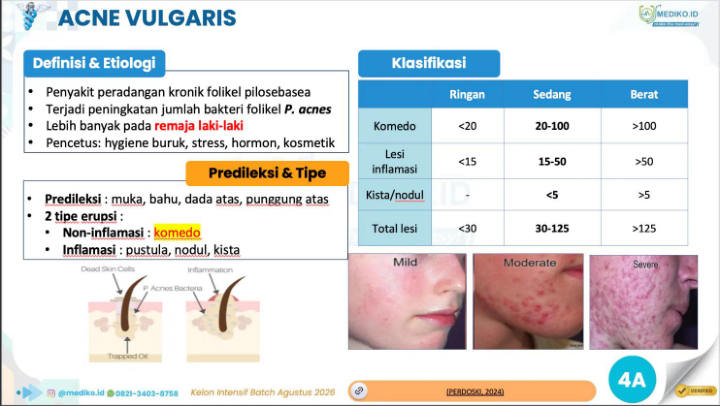 ACNE VULGARIS
MEDIKO.ID
Definisi & Etiologi
• Penyakit peradangan kronik folikel pilosebasea
• Terjadi peningkatan jumlah bakteri folikel P. acnes
• Lebih banyak pada remaja laki-laki
• Pencetus: hygiene buruk, stress, hormon, kosmetik
Predileksi & Tipe
• Predileksi : muka, bahu, dada atas, punggung atas
• 2 tipe erupsi :
• Non-inflamasi : komedo
• Inflamasi : pustula, nodul, kista
Dead Skin Cells
Inflammation
P. Acnes Bacteria
Trapped Oil
Klasifikasi
Ringan Sedang Berat
Komedo <20 20-100 >100
Lesi inflamasi <15 15-50 >50
Kista/nodul - <5 >5
Total lesi <30 30-125 >125
Mild
Moderate
Severe
@mediko.id 0821-3403-8758 Kelon Intensif Batch Agustus 2026
(PERDOSKI, 2024)
4A